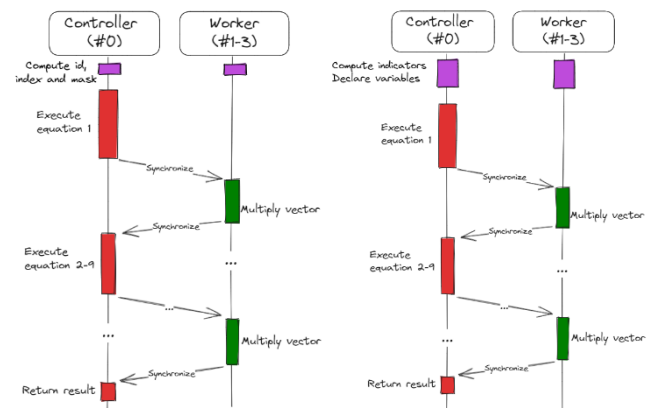 Controller
(#0)
Worker
(#1-3)
Compute id,
index and mask
Execute
equation 1
Synchronize
Multiply vector
Synchronize
Execute
equation 2-9
...
...
...
Multiply vector
Synchronize
Return result
Controller
(#0)
Worker
(#1-3)
Compute indicators
Declare variables
Execute
equation 1
Synchronize
Multiply vector
Synchronize
Execute
equation 2-9
...
...
...
Multiply vector
Synchronize
Return result